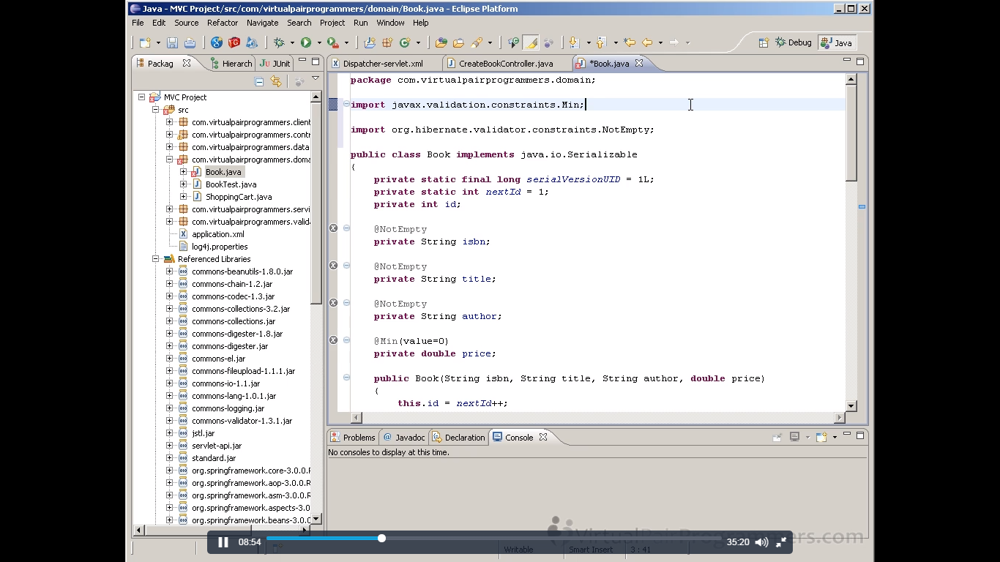 Java - MVC Project/src/com/virtualpairprogrammers/domain/Book.java - Eclipse Platform
File Edit Source Refactor Navigate Search Project Run Window Help
Debug Java
Packag Hierarch JUnit
Dispatcher-servlet.xml CreateBookController.java *Book.java
MVC Project
src
com.virtualpairprogrammers.client
com.virtualpairprogrammers.contr
com.virtualpairprogrammers.data
com.virtualpairprogrammers.doma
Book.java
BookTest.java
ShoppingCart.java
com.virtualpairprogrammers.servi
com.virtualpairprogrammers.valida
application.xml
log4j.properties
Referenced Libraries
commons-beanutils-1.8.0.jar
commons-chain-1.2.jar
commons-codec-1.3.jar
commons-collections-3.2.jar
commons-collections.jar
commons-digester-1.8.jar
commons-digester.jar
commons-el.jar
commons-fileupload-1.1.1.jar
commons-io-1.1.jar
commons-lang-1.0.1.jar
commons-logging.jar
commons-validator-1.3.1.jar
jstl.jar
servlet-api.jar
standard.jar
org.springframework.core-3.0.0.R
org.springframework.aop-3.0.0.R
org.springframework.asm-3.0.0.R
org.springframework.aspects-3.0
org.springframework.beans-3.0.0
package com.virtualpairprogrammers.domain;
import javax.validation.constraints.Min;
import org.hibernate.validator.constraints.NotEmpty;
public class Book implements java.io.Serializable
{
private static final long serialVersionUID = 1L;
private static int nextId = 1;
private int id;
@NotEmpty
private String isbn;
@NotEmpty
private String title;
@NotEmpty
private String author;
@Min(value=0)
private double price;
public Book(String isbn, String title, String author, double price)
{
this.id = nextId++;
Problems Javadoc Declaration Console
No consoles to display at this time.
VirtualPairProgrammers.com
08:54 35:20
Writable Smart Insert 3 : 41